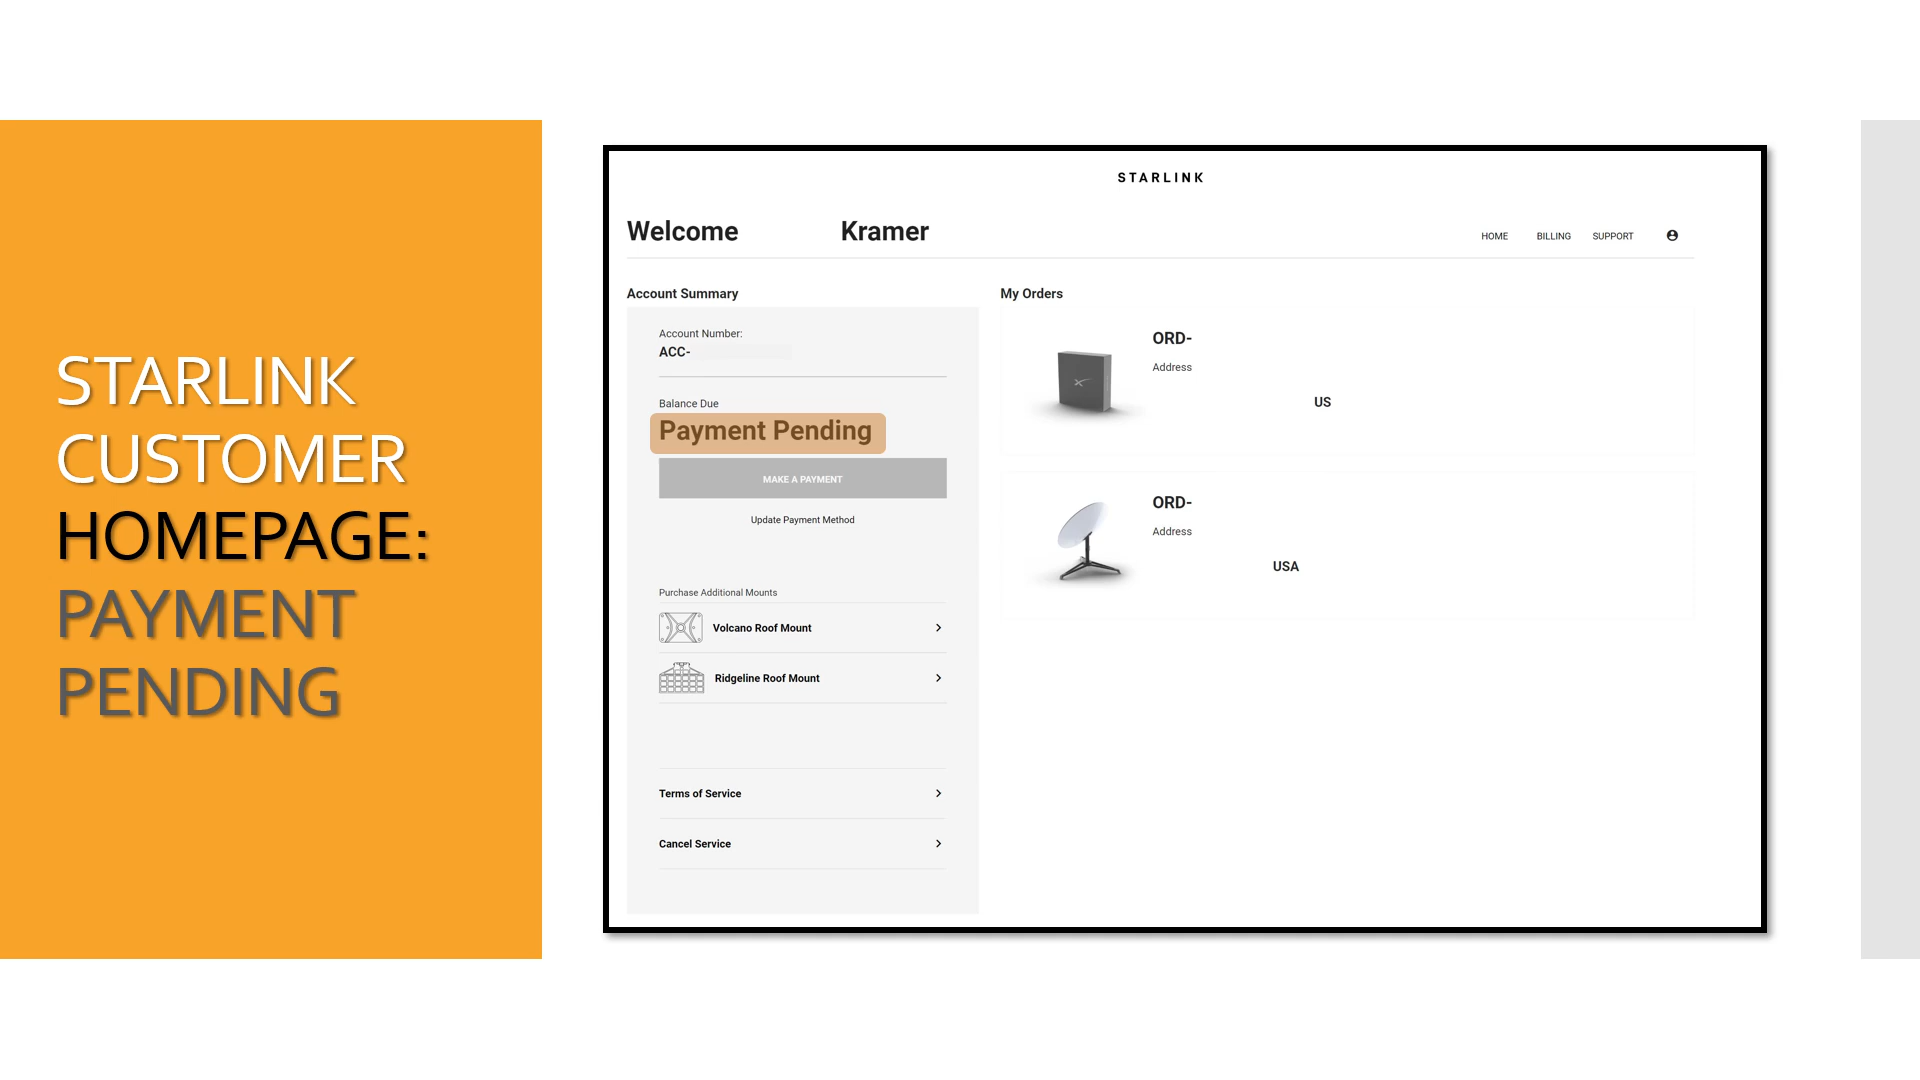 STARLINK
CUSTOMER
HOMEPAGE:
PAYMENT
PENDING
STARLINK
Welcome Kramer
HOME BILLING SUPPORT
Account Summary
Account Number:
ACC-
Balance Due
Payment Pending
MAKE A PAYMENT
Update Payment Method
Purchase Additional Mounts
Volcano Roof Mount
Ridgeline Roof Mount
Terms of Service
Cancel Service
My Orders
ORD-
Address
US
ORD-
Address
USA